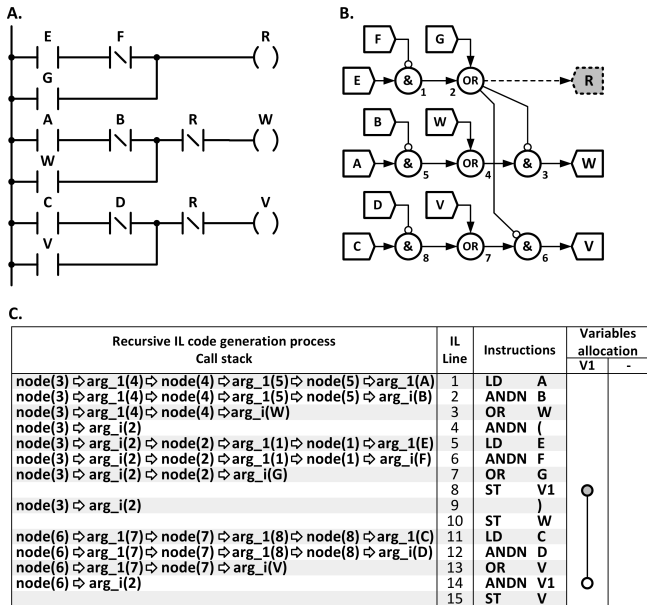 A.
E F R
G
A B R W
W
C D R V
V
B.
F G
E & 1 2 OR R
B W
A & 5 OR 4 & 3 W
D V
C & 8 OR 7 & 6 V
C.
Recursive IL code generation process Call stack IL Line Instructions Variables allocation
V1 -
node(3) ⇨ arg_1(4) ⇨ node(4) ⇨ arg_1(5) ⇨ node(5) ⇨ arg_1(A) 1 LD A
node(3) ⇨ arg_1(4) ⇨ node(4) ⇨ arg_1(5) ⇨ node(5) ⇨ arg_i(B) 2 ANDN B
node(3) ⇨ arg_1(4) ⇨ node(4) ⇨ arg_i(W) 3 OR W
node(3) ⇨ arg_i(2) 4 ANDN (
node(3) ⇨ arg_i(2) ⇨ node(2) ⇨ arg_1(1) ⇨ node(1) ⇨ arg_1(E) 5 LD E
node(3) ⇨ arg_i(2) ⇨ node(2) ⇨ arg_1(1) ⇨ node(1) ⇨ arg_i(F) 6 ANDN F
node(3) ⇨ arg_i(2) ⇨ node(2) ⇨ arg_i(G) 7 OR G
8 ST V1
node(3) ⇨ arg_i(2) 9 )
10 ST W
node(6) ⇨ arg_1(7) ⇨ node(7) ⇨ arg_1(8) ⇨ node(8) ⇨ arg_1(C) 11 LD C
node(6) ⇨ arg_1(7) ⇨ node(7) ⇨ arg_1(8) ⇨ node(8) ⇨ arg_i(D) 12 ANDN D
node(6) ⇨ arg_1(7) ⇨ node(7) ⇨ arg_i(V) 13 OR V
node(6) ⇨ arg_i(2) 14 ANDN V1
15 ST V